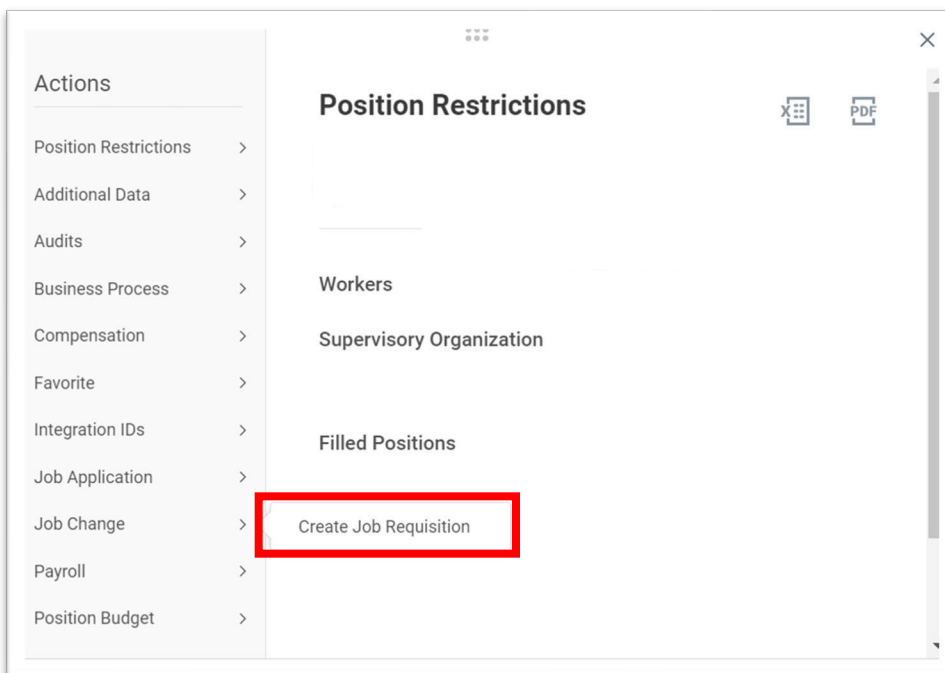 Actions
Position Restrictions
Additional Data
Audits
Business Process
Compensation
Favorite
Integration IDs
Job Application
Job Change
Payroll
Position Budget
Position Restrictions
X
PDF
Workers
Supervisory Organization
Filled Positions
Create Job Requisition